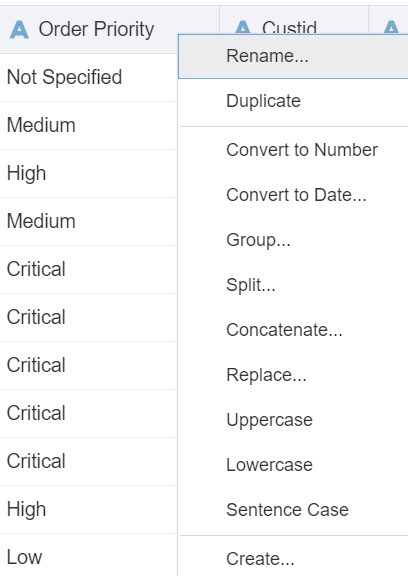 A Order Priority
A Custid
A
Not Specified
Medium
High
Medium
Critical
Critical
Critical
Critical
Critical
High
Low
Rename...
Duplicate
Convert to Number
Convert to Date...
Group...
Split...
Concatenate...
Replace...
Uppercase
Lowercase
Sentence Case
Create...